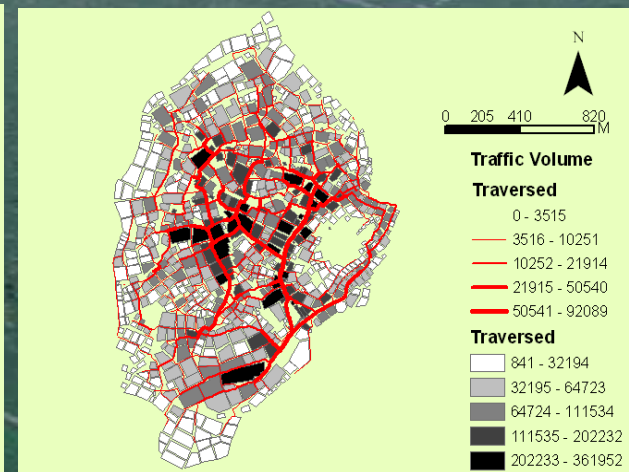 N
0 205 410 820
M
Traffic Volume
Traversed
0 - 3515
3516 - 10251
10252 - 21914
21915 - 50540
50541 - 92089
Traversed
841 - 32194
32195 - 64723
64724 - 111534
111535 - 202232
202233 - 361952